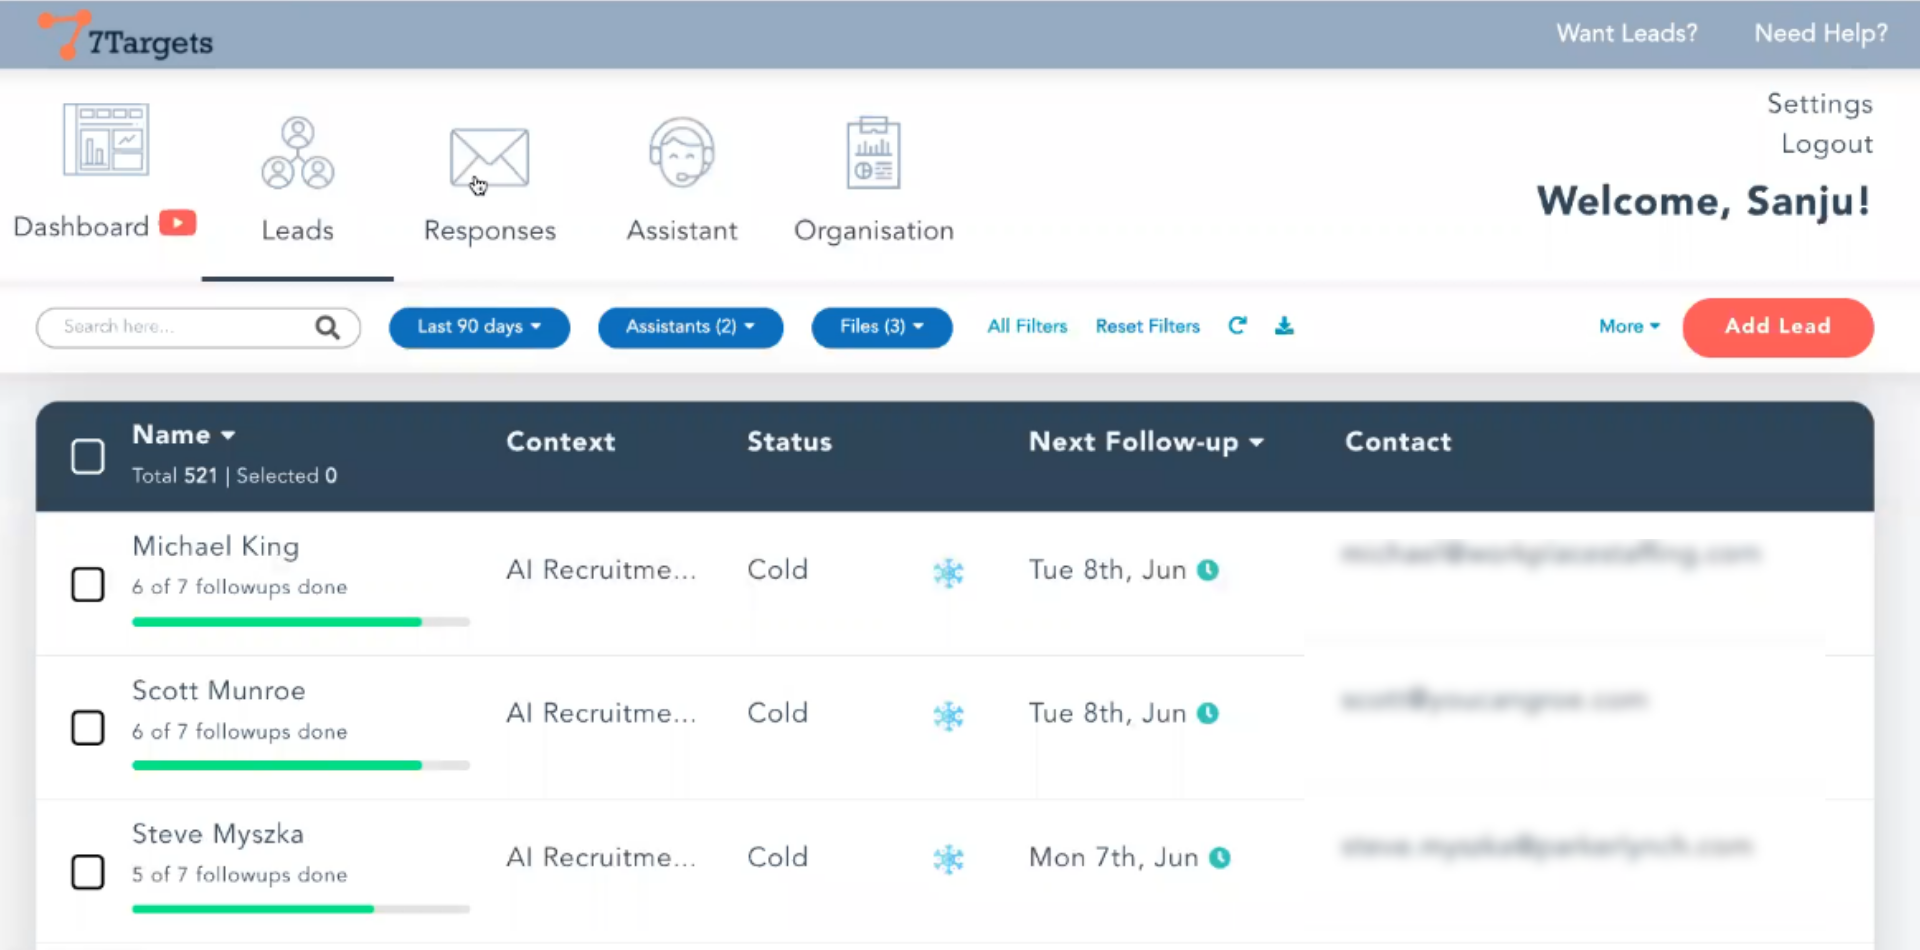 7Targets
Want Leads? Need Help?
Settings
Logout
Welcome, Sanju!
Dashboard Leads Responses Assistant Organisation
Search here... Last 90 days Assistants (2) Files (3) All Filters Reset Filters More Add Lead
Name Context Status Next Follow-up Contact
Total 521 | Selected 0
Michael King
AI Recruitme... Cold Tue 8th, Jun
6 of 7 followups done
Scott Munroe
AI Recruitme... Cold Tue 8th, Jun
6 of 7 followups done
Steve Myszka
AI Recruitme... Cold Mon 7th, Jun
5 of 7 followups done